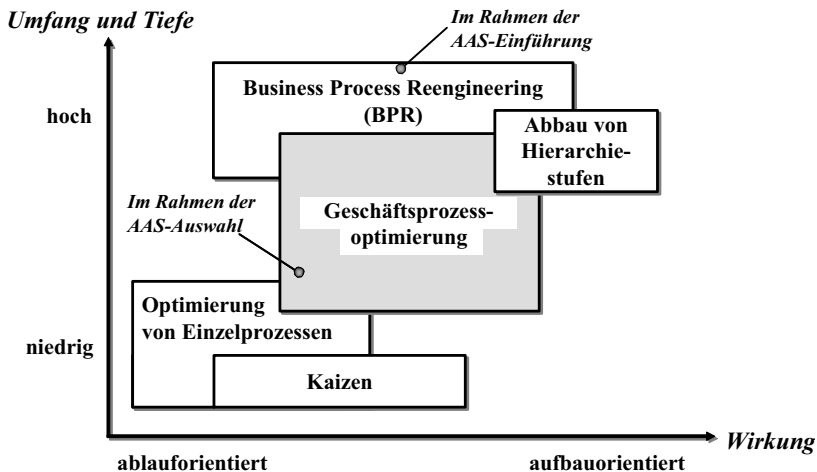 Umfang und Tiefe
Im Rahmen der
AAS-Einführung
hoch
Business Process Reengineering
(BPR)
Abbau von
Hierarchie-
stufen
Im Rahmen der
AAS-Auswahl
Geschäftsprozess-
optimierung
Optimierung
von Einzelprozessen
niedrig
Kaizen
Wirkung
ablauforientiert
aufbauorientiert